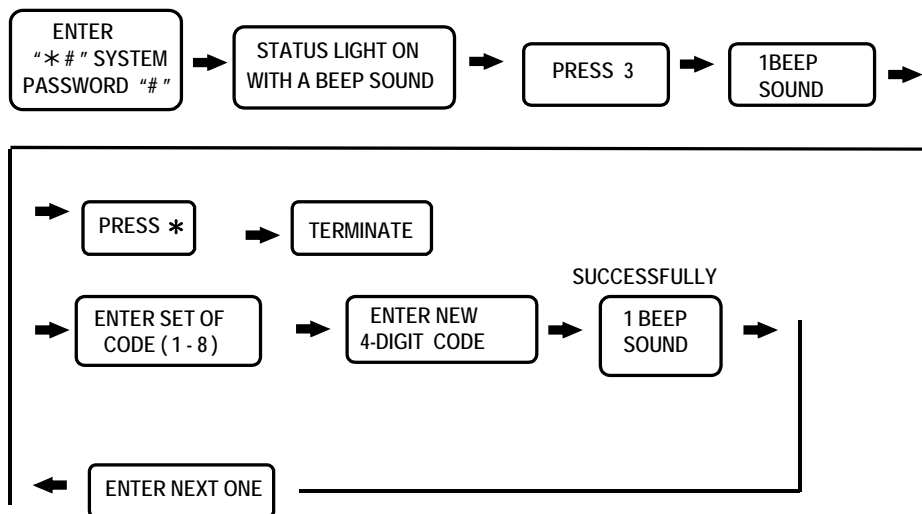 ENTER
“＊＃” SYSTEM
PASSWORD “#”
STATUS LIGHT ON
WITH A BEEP SOUND
PRESS 3
1BEEP
SOUND
PRESS ＊
TERMINATE
SUCCESSFULLY
ENTER SET OF
CODE ( 1 - 8 )
ENTER NEW
4-DIGIT CODE
1 BEEP
SOUND
ENTER NEXT ONE